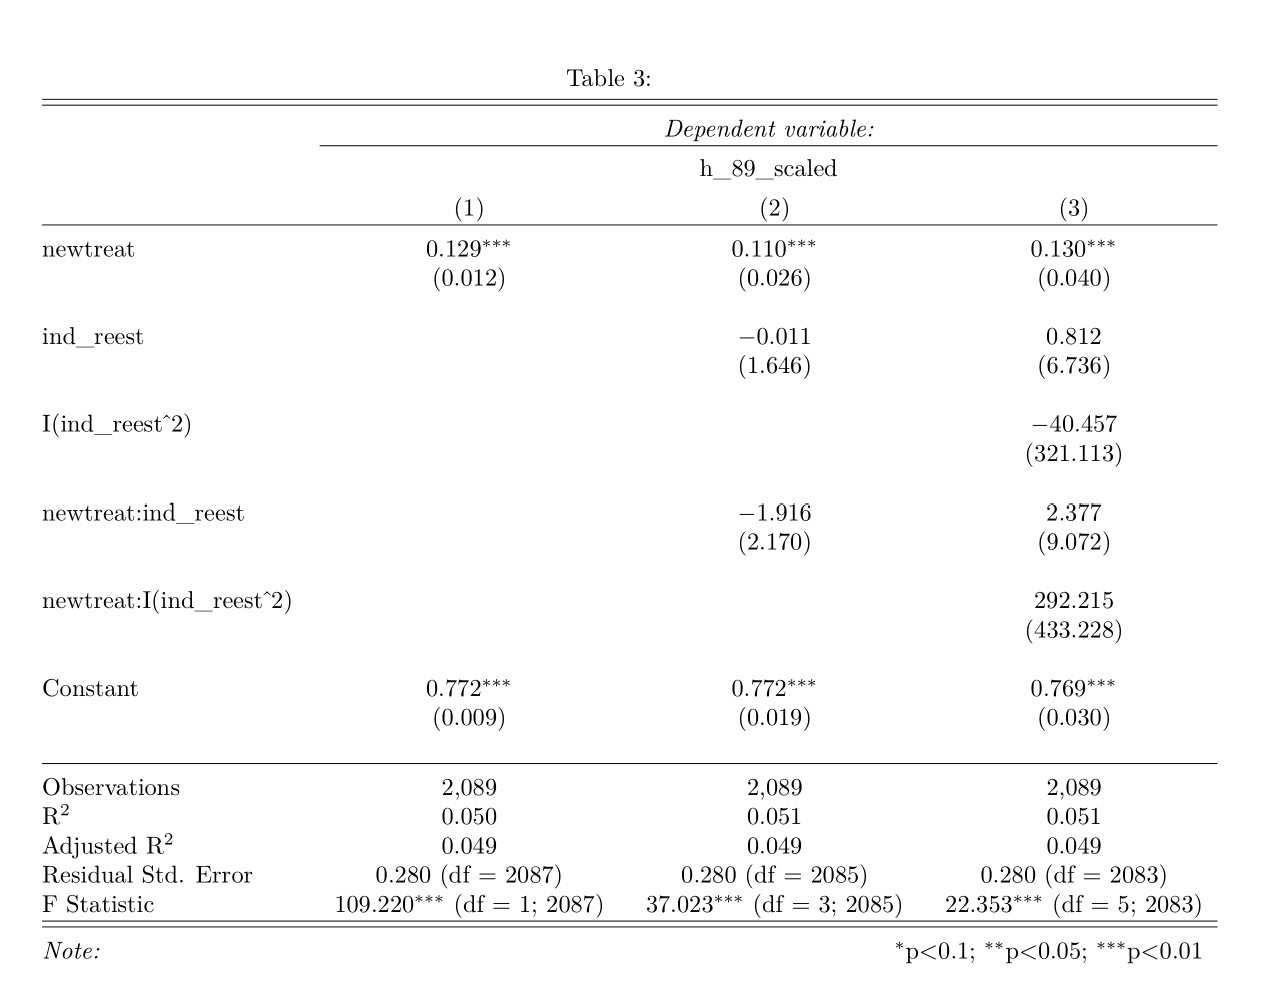 Table 3:
Dependent variable:
h_89_scaled
(1) (2) (3)
newtreat 0.129*** 0.110*** 0.130***
(0.012) (0.026) (0.040)
ind_reest −0.011 0.812
(1.646) (6.736)
I(ind_reestˆ2) −40.457
(321.113)
newtreat:ind_reest −1.916 2.377
(2.170) (9.072)
newtreat:I(ind_reestˆ2) 292.215
(433.228)
Constant 0.772*** 0.772*** 0.769***
(0.009) (0.019) (0.030)
Observations 2,089 2,089 2,089
R² 0.050 0.051 0.051
Adjusted R² 0.049 0.049 0.049
Residual Std. Error 0.280 (df = 2087) 0.280 (df = 2085) 0.280 (df = 2083)
F Statistic 109.220*** (df = 1; 2087) 37.023*** (df = 3; 2085) 22.353*** (df = 5; 2083)
Note: *p<0.1; **p<0.05; ***p<0.01